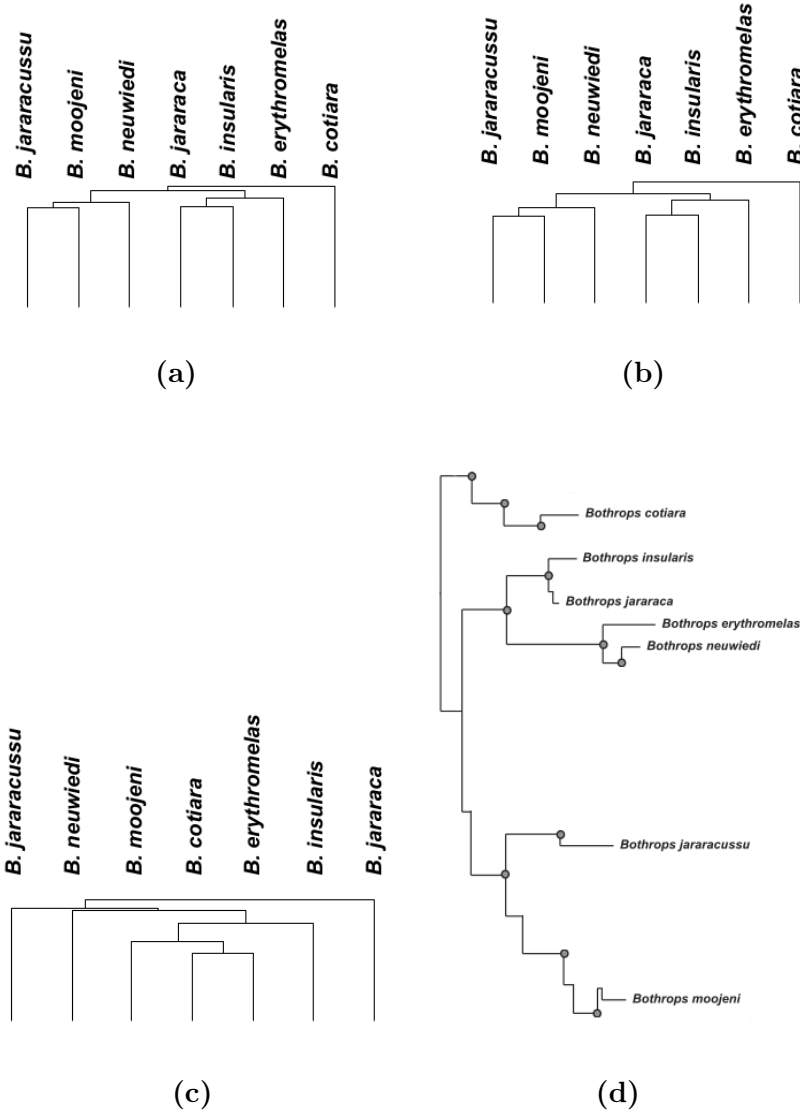 B. jararacussu
B. moojeni
B. neuwiedi
B. jararaca
B. insularis
B. erythromelas
B. cotiara
(a)
B. jararacussu
B. moojeni
B. neuwiedi
B. jararaca
B. insularis
B. erythromelas
B. cotiara
(b)
B. jararacussu
B. neuwiedi
B. moojeni
B. cotiara
B. erythromelas
B. insularis
B. jararaca
(c)
Bothrops cotiara
Bothrops insularis
Bothrops jararaca
Bothrops erythromelas
Bothrops neuwiedi
Bothrops jararacussu
Bothrops moojeni
(d)